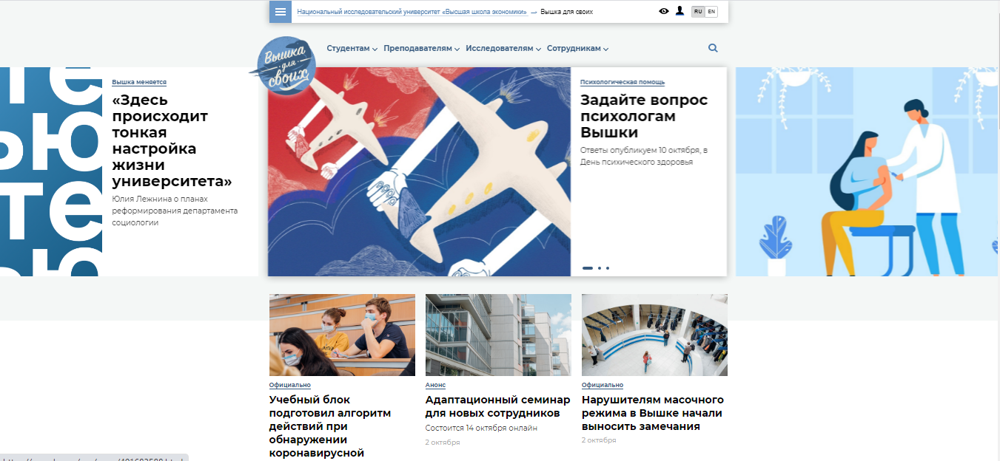 Национальный исследовательский университет «Высшая школа экономики» → Вышка для своих
RU EN
Вышка
для
своих
Студентам Преподавателям Исследователям Сотрудникам
те
ью
те
ью
Вышка меняется
«Здесь
происходит
тонкая
настройка
жизни
университета»
Юлия Лежнина о планах
реформирования департамента
социологии
Психологическая помощь
Задайте вопрос
психологам
Вышки
Ответы опубликуем 10 октября, в
День психического здоровья
Официально
Учебный блок
подготовил алгоритм
действий при
обнаружении
коронавирусной
Анонс
Адаптационный семинар
для новых сотрудников
Состоится 14 октября онлайн
2 октября
Официально
Нарушителям масочного
режима в Вышке начали
выносить замечания
2 октября